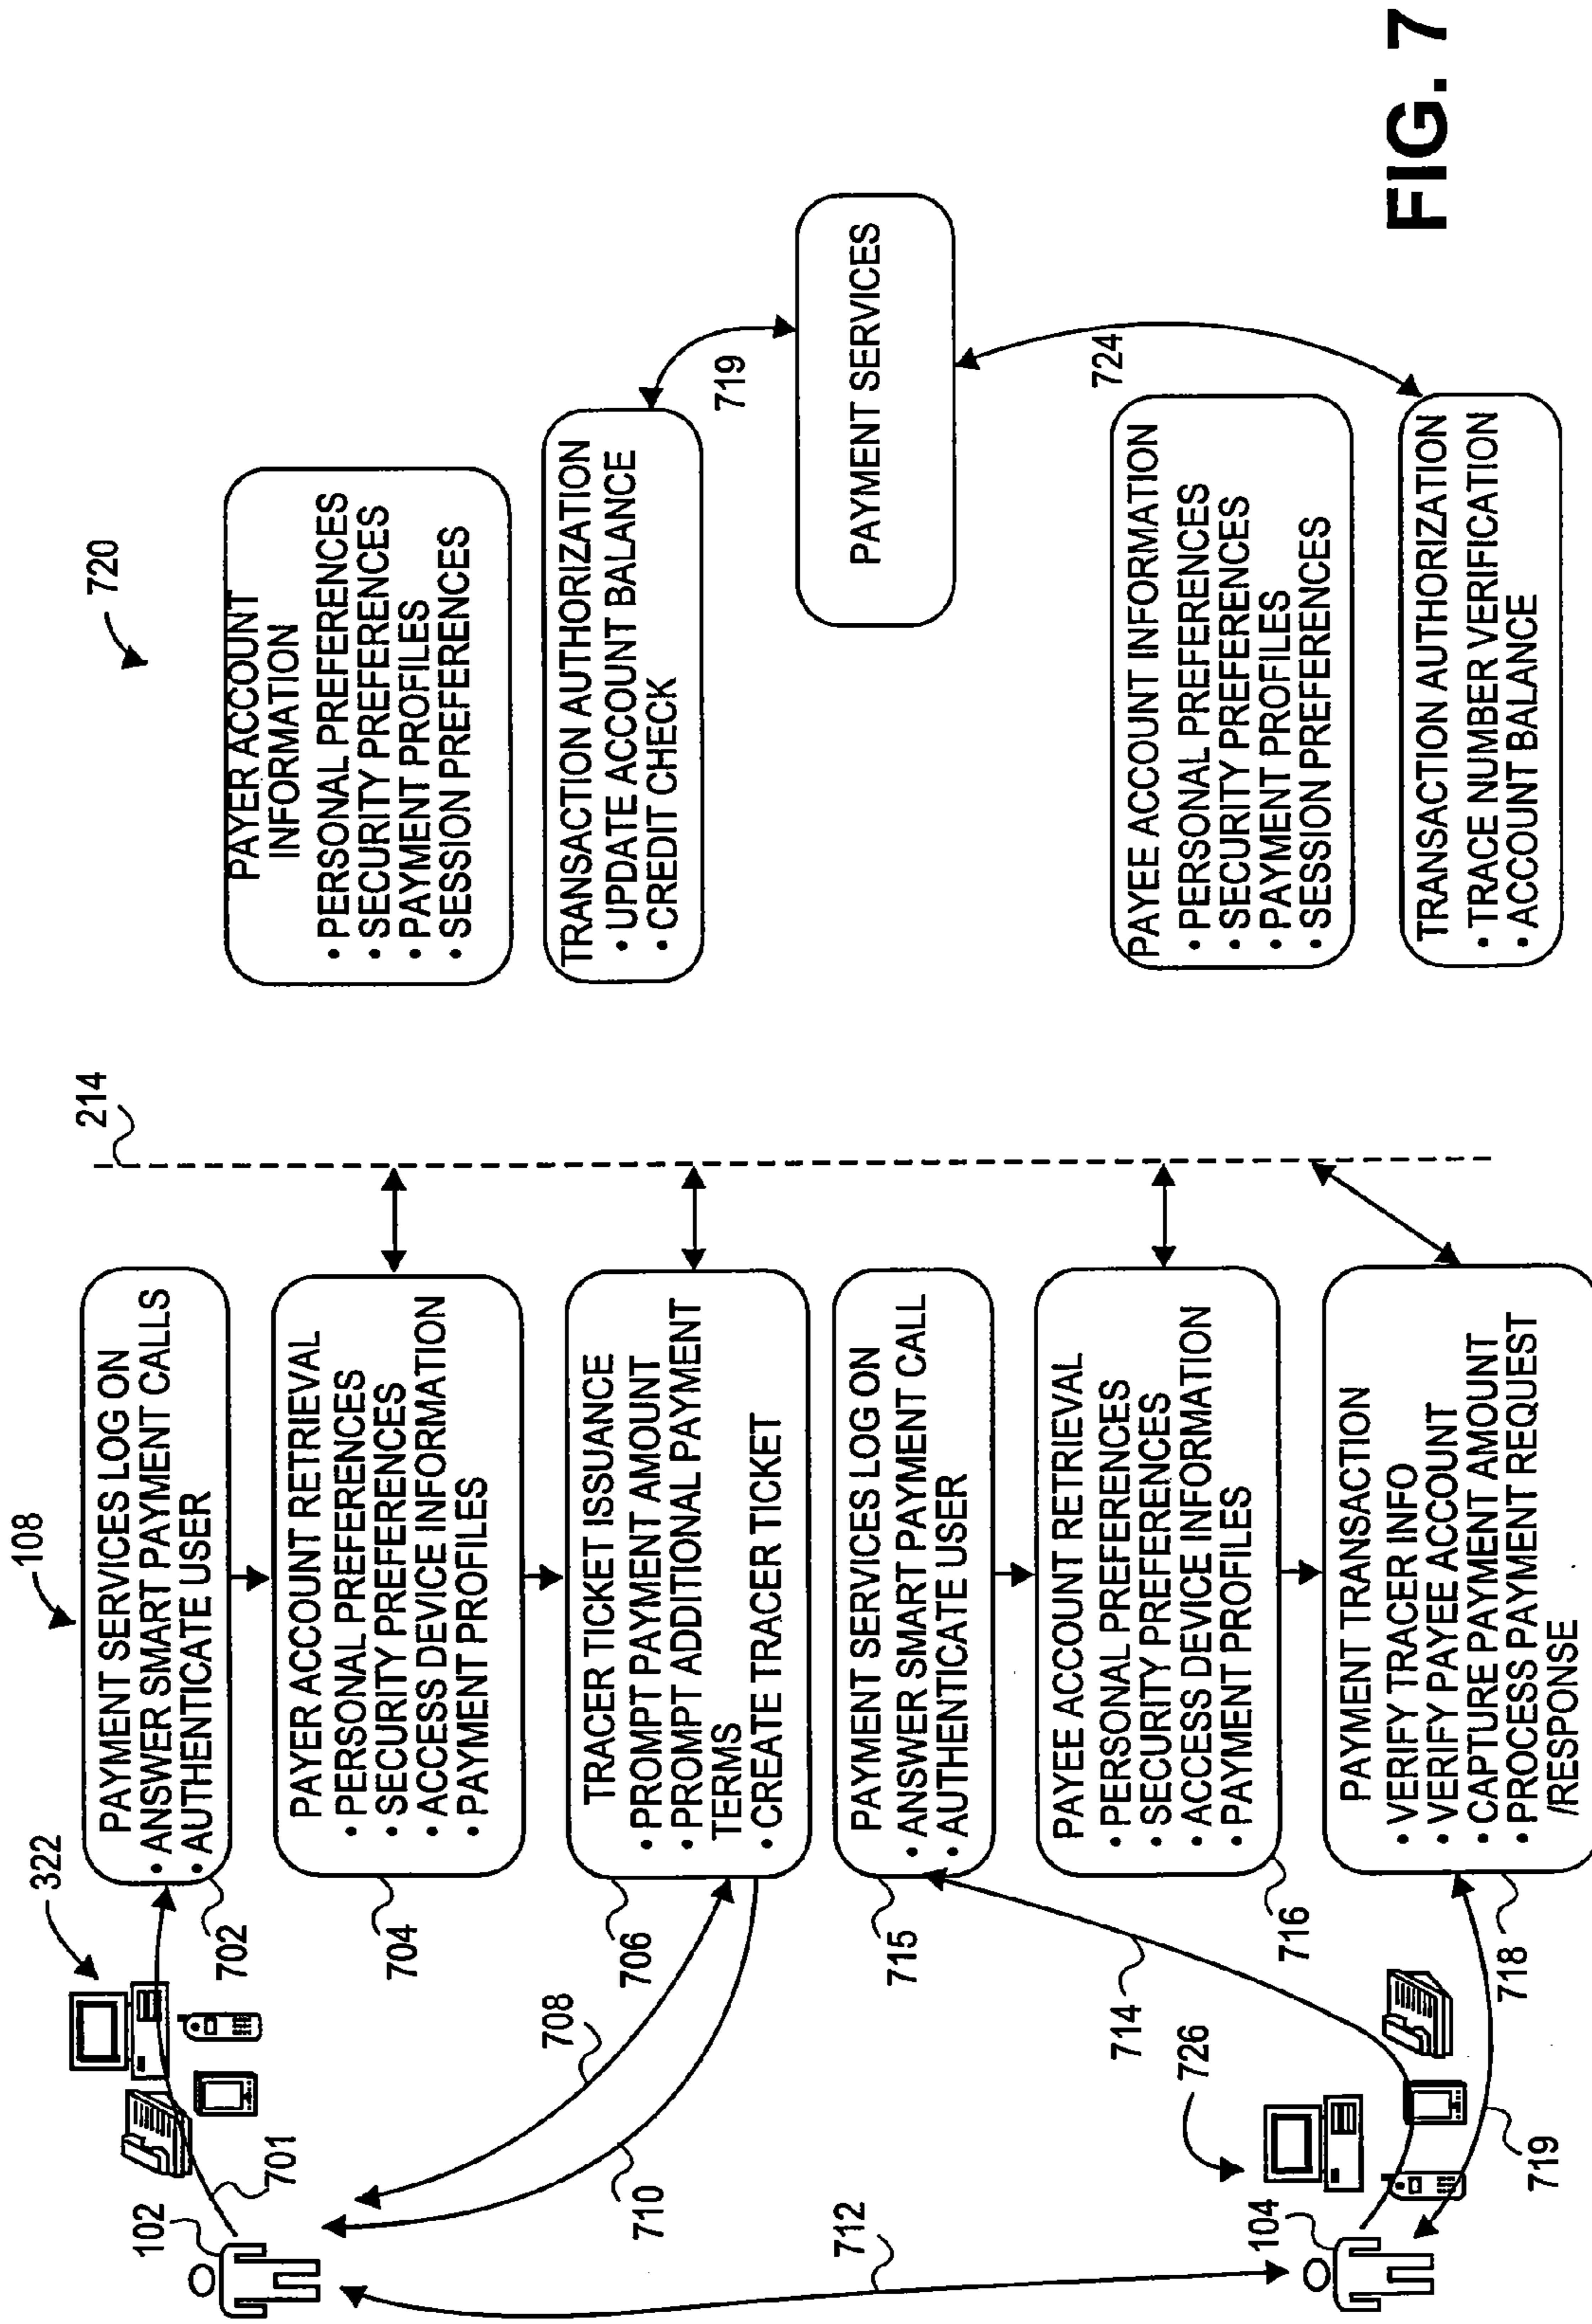 108
322
PAYMENT SERVICES LOG ON
• ANSWER SMART PAYMENT CALLS
• AUTHENTICATE USER
702
102
701
PAYER ACCOUNT RETRIEVAL
• PERSONAL PREFERENCES
• SECURITY PREFERENCES
• ACCESS DEVICE INFORMATION
• PAYMENT PROFILES
704
TRACER TICKET ISSUANCE
• PROMPT PAYMENT AMOUNT
• PROMPT ADDITIONAL PAYMENT
TERMS
• CREATE TRACER TICKET
706
708
710
712
PAYMENT SERVICES LOG ON
• ANSWER SMART PAYMENT CALL
• AUTHENTICATE USER
715
714
PAYEE ACCOUNT RETRIEVAL
• PERSONAL PREFERENCES
• SECURITY PREFERENCES
• ACCESS DEVICE INFORMATION
• PAYMENT PROFILES
716
726
104
PAYMENT TRANSACTION
• VERIFY TRACER INFO
• VERIFY PAYEE ACCOUNT
• CAPTURE PAYMENT AMOUNT
• PROCESS PAYMENT REQUEST
/RESPONSE
718
719
214
720
PAYER ACCOUNT
INFORMATION
• PERSONAL PREFERENCES
• SECURITY PREFERENCES
• PAYMENT PROFILES
• SESSION PREFERENCES
TRANSACTION AUTHORIZATION
• UPDATE ACCOUNT BALANCE
• CREDIT CHECK
719
PAYMENT SERVICES
724
PAYEE ACCOUNT INFORMATION
• PERSONAL PREFERENCES
• SECURITY PREFERENCES
• PAYMENT PROFILES
• SESSION PREFERENCES
TRANSACTION AUTHORIZATION
• TRACE NUMBER VERIFICATION
• ACCOUNT BALANCE
FIG. 7